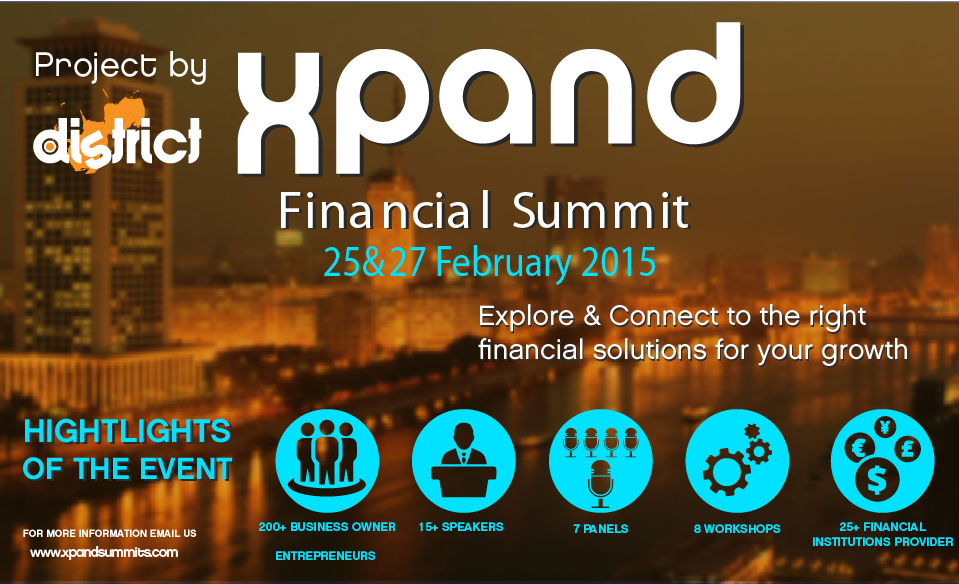 Project by
district
xpand
Financial Summit
25&27 February 2015
Explore & Connect to the right
financial solutions for your growth
HIGHTLIGHTS
OF THE EVENT
200+ BUSINESS OWNER
ENTREPRENEURS
15+ SPEAKERS
7 PANELS
8 WORKSHOPS
¥
€
£
$
25+ FINANCIAL
INSTITUTIONS PROVIDER
FOR MORE INFORMATION EMAIL US
www.xpandsummits.com